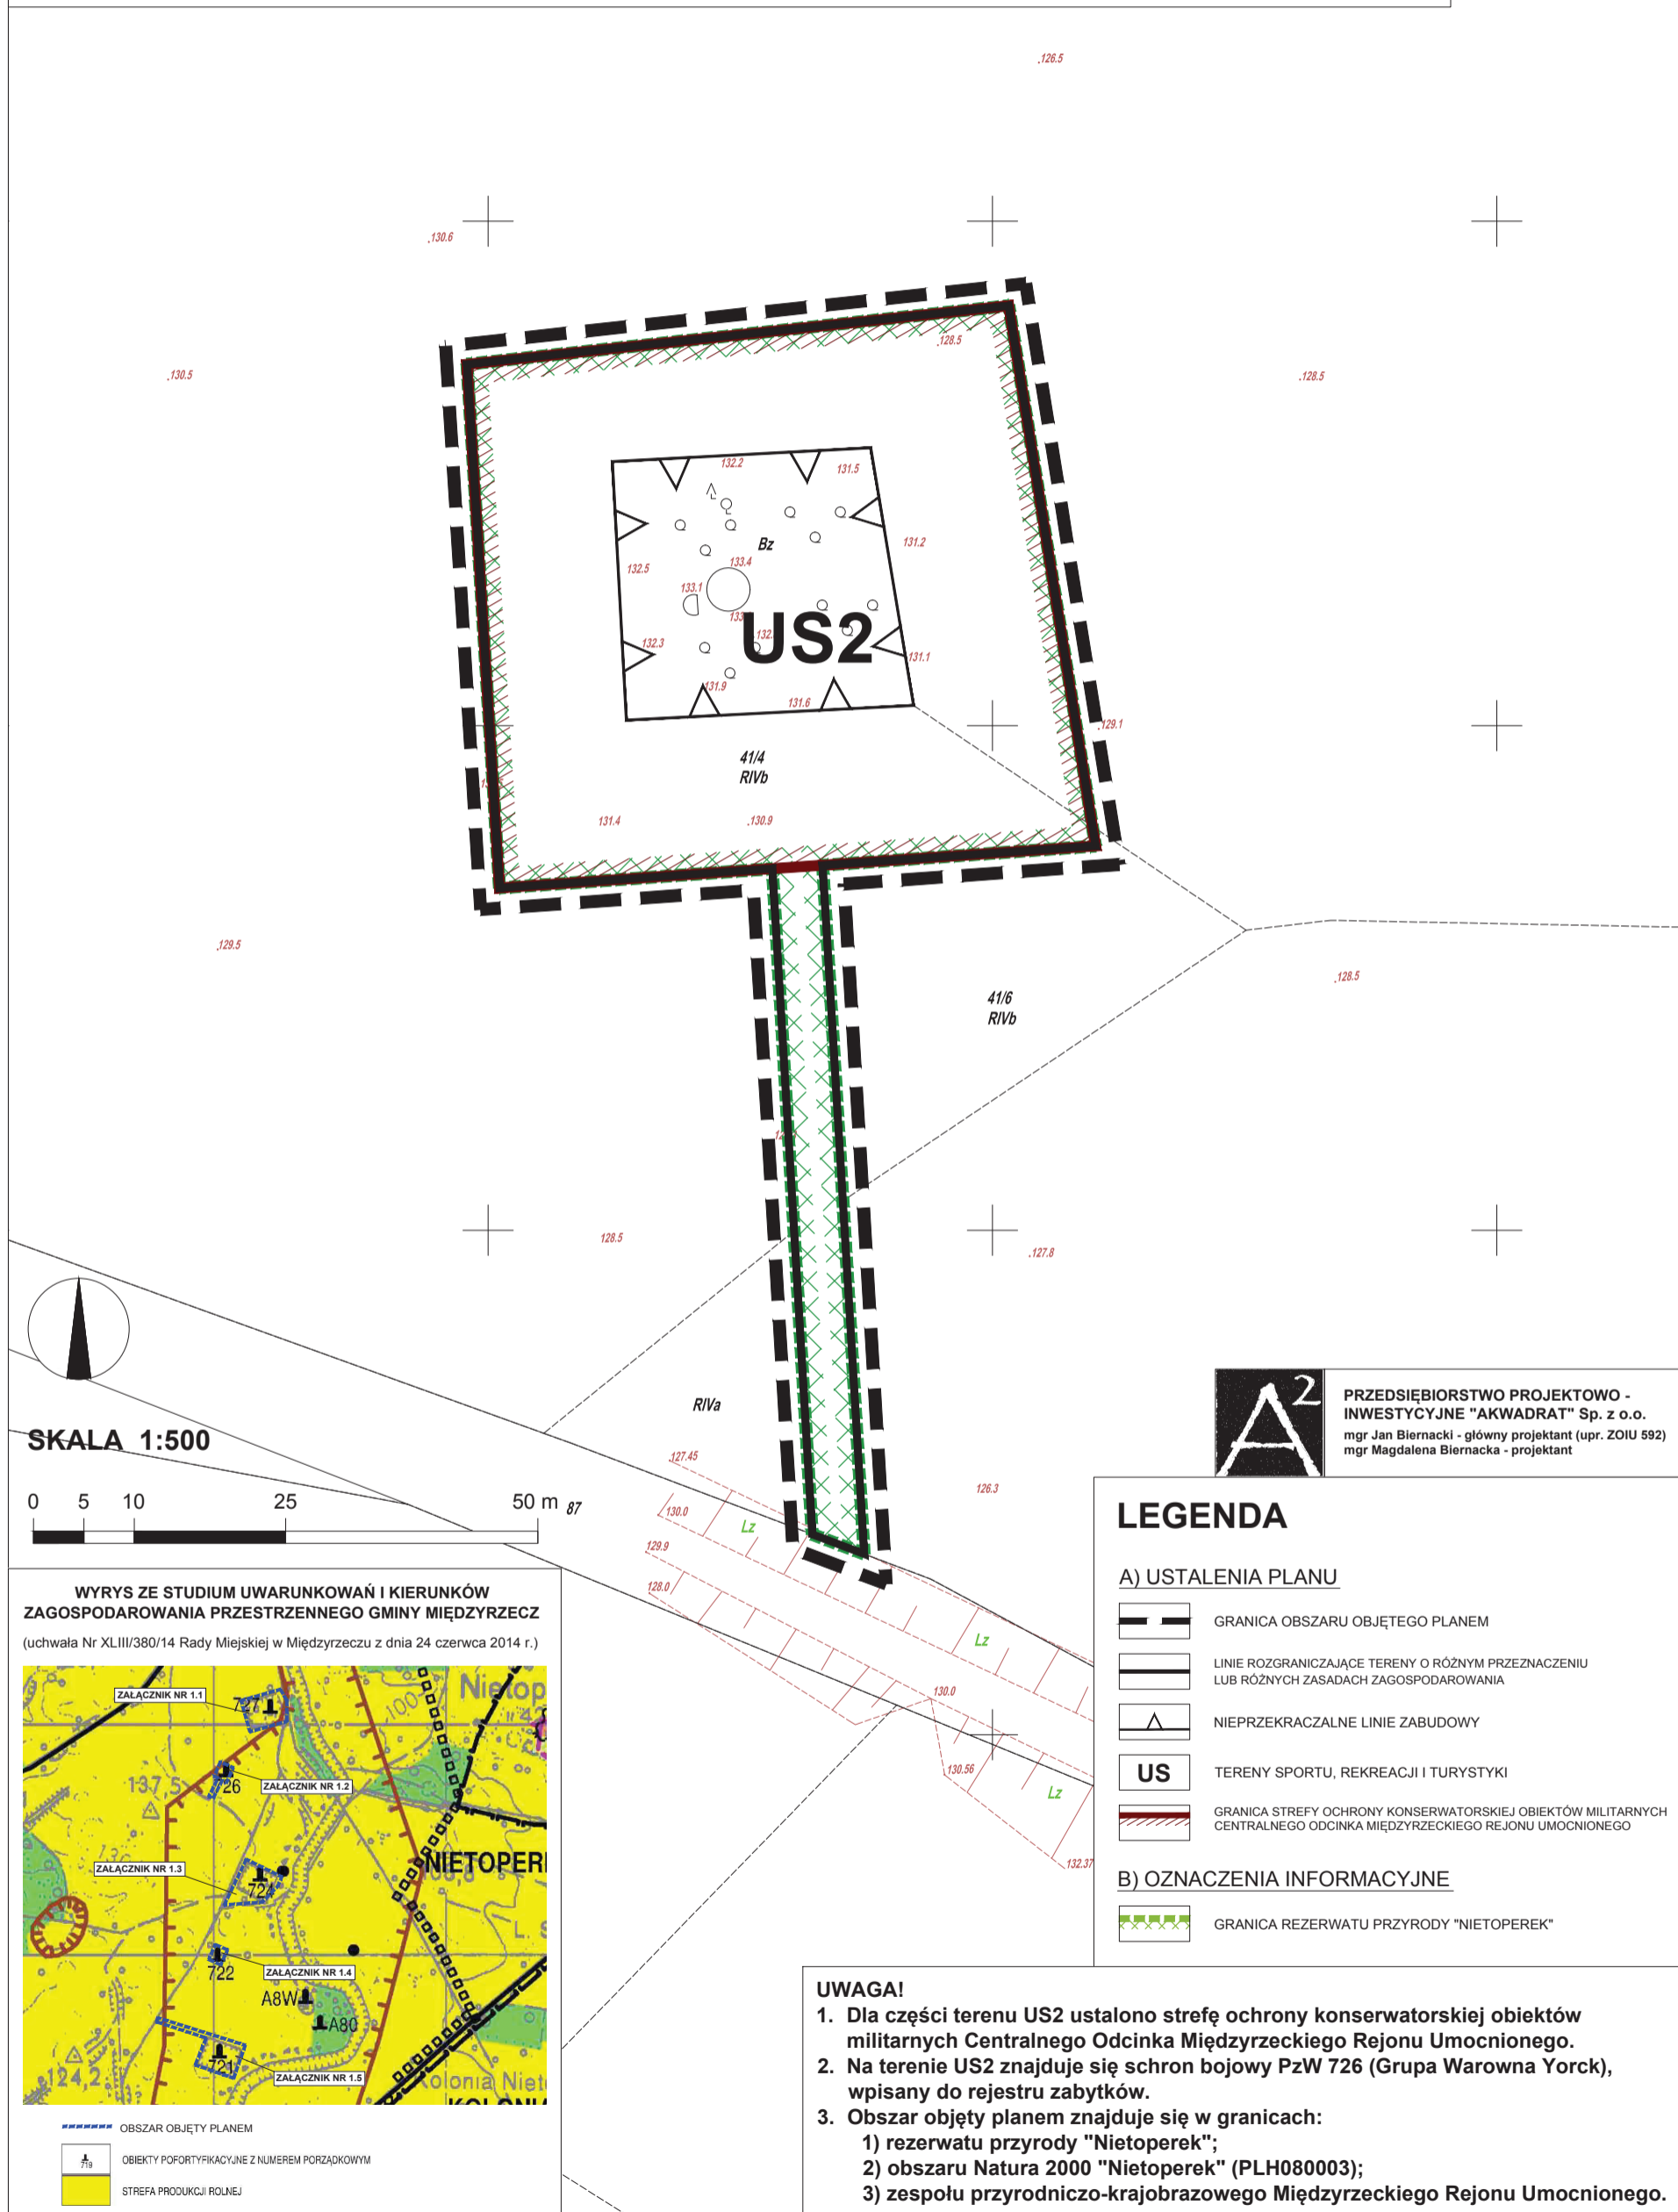 .126.5
.130.6
.130.5
.128.5
.128.5
132.2
131.5
131.2
Bz
132.5
133.4
133.1
132.3
US2
131.1
131.9
131.6
.129.1
41/4
RIVb
131.4
.130.9
.129.5
.128.5
41/6
RIVb
128.5
.127.8
RIVa
SKALA 1:500
0 5 10 25 50 m
87
.127.45
130.0
Lz
129.9
128.0
126.3
Lz
130.0
130.56
Lz
132.37
A2
PRZEDSIĘBIORSTWO PROJEKTOWO -
INWESTYCYJNE "AKWADRAT" Sp. z o.o.
mgr Jan Biernacki - główny projektant (upr. ZOIU 592)
mgr Magdalena Biernacka - projektant
LEGENDA
A) USTALENIA PLANU
GRANICA OBSZARU OBJĘTEGO PLANEM
LINIE ROZGRANICZAJĄCE TERENY O RÓŻNYM PRZEZNACZENIU
LUB RÓŻNYCH ZASADACH ZAGOSPODAROWANIA
NIEPRZEKRACZALNE LINIE ZABUDOWY
US
TERENY SPORTU, REKREACJI I TURYSTYKI
GRANICA STREFY OCHRONY KONSERWATORSKIEJ OBIEKTÓW MILITARNYCH
CENTRALNEGO ODCINKA MIĘDZYRZECKIEGO REJONU UMOCNIONEGO
B) OZNACZENIA INFORMACYJNE
GRANICA REZERWATU PRZYRODY "NIETOPEREK"
WYRYS ZE STUDIUM UWARUNKOWAŃ I KIERUNKÓW
ZAGOSPODAROWANIA PRZESTRZENNEGO GMINY MIĘDZYRZECZ
(uchwała Nr XLIII/380/14 Rady Miejskiej w Międzyrzeczu z dnia 24 czerwca 2014 r.)
ZAŁĄCZNIK NR 1.1
727
Nietop
100
137,5
26
ZAŁĄCZNIK NR 1.2
ZAŁĄCZNIK NR 1.3
NIETOPER
724
722
ZAŁĄCZNIK NR 1.4
A8W
A80
721
124,2
ZAŁĄCZNIK NR 1.5
Kolonia Niet
KOLONIA
OBSZAR OBJĘTY PLANEM
719
OBIEKTY POFORTYFIKACYJNE Z NUMEREM PORZĄDKOWYM
STREFA PRODUKCJI ROLNEJ
UWAGA!
1. Dla części terenu US2 ustalono strefę ochrony konserwatorskiej obiektów
militarnych Centralnego Odcinka Międzyrzeckiego Rejonu Umocnionego.
2. Na terenie US2 znajduje się schron bojowy PzW 726 (Grupa Warowna Yorck),
wpisany do rejestru zabytków.
3. Obszar objęty planem znajduje się w granicach:
1) rezerwatu przyrody "Nietoperek";
2) obszaru Natura 2000 "Nietoperek" (PLH080003);
3) zespołu przyrodniczo-krajobrazowego Międzyrzeckiego Rejonu Umocnionego.